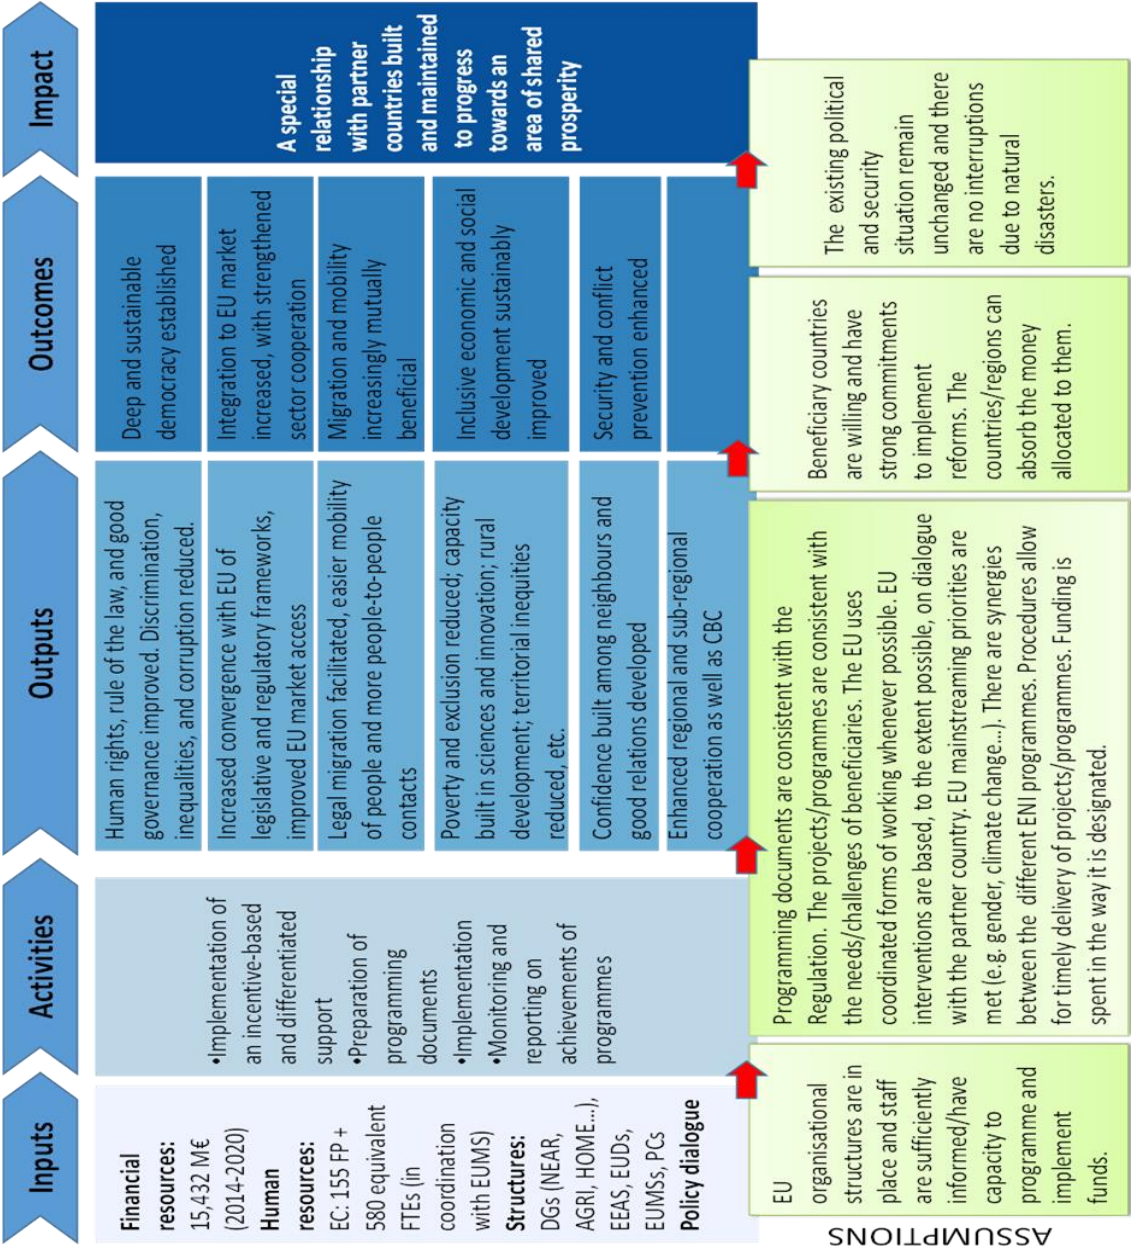 Inputs
Activities
Outputs
Outcomes
Impact
Financial
resources:
15,432 M€
(2014-2020)
Human
resources:
EC: 155 FP +
580 equivalent
FTEs (in
coordination
with EUMS)
Structures:
DGs (NEAR,
AGRI, HOME...),
EEAS, EUDs,
EUMSs, PCs
Policy dialogue
•Implementation of
an incentive-based
and differentiated
support
•Preparation of
programming
documents
•Implementation
•Monitoring and
reporting on
achievements of
programmes
Human rights, rule of the law, and good
governance improved. Discrimination,
inequalities, and corruption reduced.
Increased convergence with EU of
legislative and regulatory frameworks,
improved EU market access
Legal migration facilitated, easier mobility
of people and more people-to-people
contacts
Poverty and exclusion reduced; capacity
built in sciences and innovation; rural
development; territorial inequities
reduced, etc.
Confidence built among neighbours and
good relations developed
Enhanced regional and sub-regional
cooperation as well as CBC
Deep and sustainable
democracy established
Integration to EU market
increased, with strengthened
sector cooperation
Migration and mobility
increasingly mutually
beneficial
Inclusive economic and social
development sustainably
improved
Security and conflict
prevention enhanced
A special
relationship
with partner
countries built
and maintained
to progress
towards an
area of shared
prosperity
ASSUMPTIONS
EU
organisational
structures are in
place and staff
are sufficiently
informed/have
capacity to
programme and
implement
funds.
Programming documents are consistent with the
Regulation. The projects/programmes are consistent with
the needs/challenges of beneficiaries. The EU uses
coordinated forms of working whenever possible. EU
interventions are based, to the extent possible, on dialogue
with the partner country. EU mainstreaming priorities are
met (e.g. gender, climate change...). There are synergies
between the different ENI programmes. Procedures allow
for timely delivery of projects/programmes. Funding is
spent in the way it is designated.
Beneficiary countries
are willing and have
strong commitments
to implement
reforms. The
countries/regions can
absorb the money
allocated to them.
The existing political
and security
situation remain
unchanged and there
are no interruptions
due to natural
disasters.